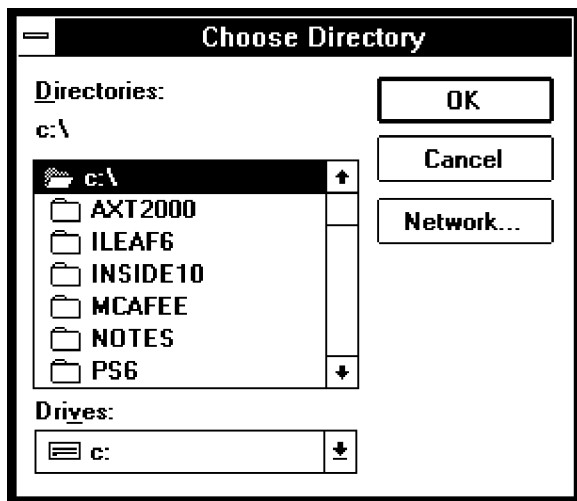 Choose Directory
Directories:
c:\
c:\
AXT2000
ILEAF6
INSIDE10
MCAFEE
NOTES
PS6
Drives:
c:
OK
Cancel
Network...